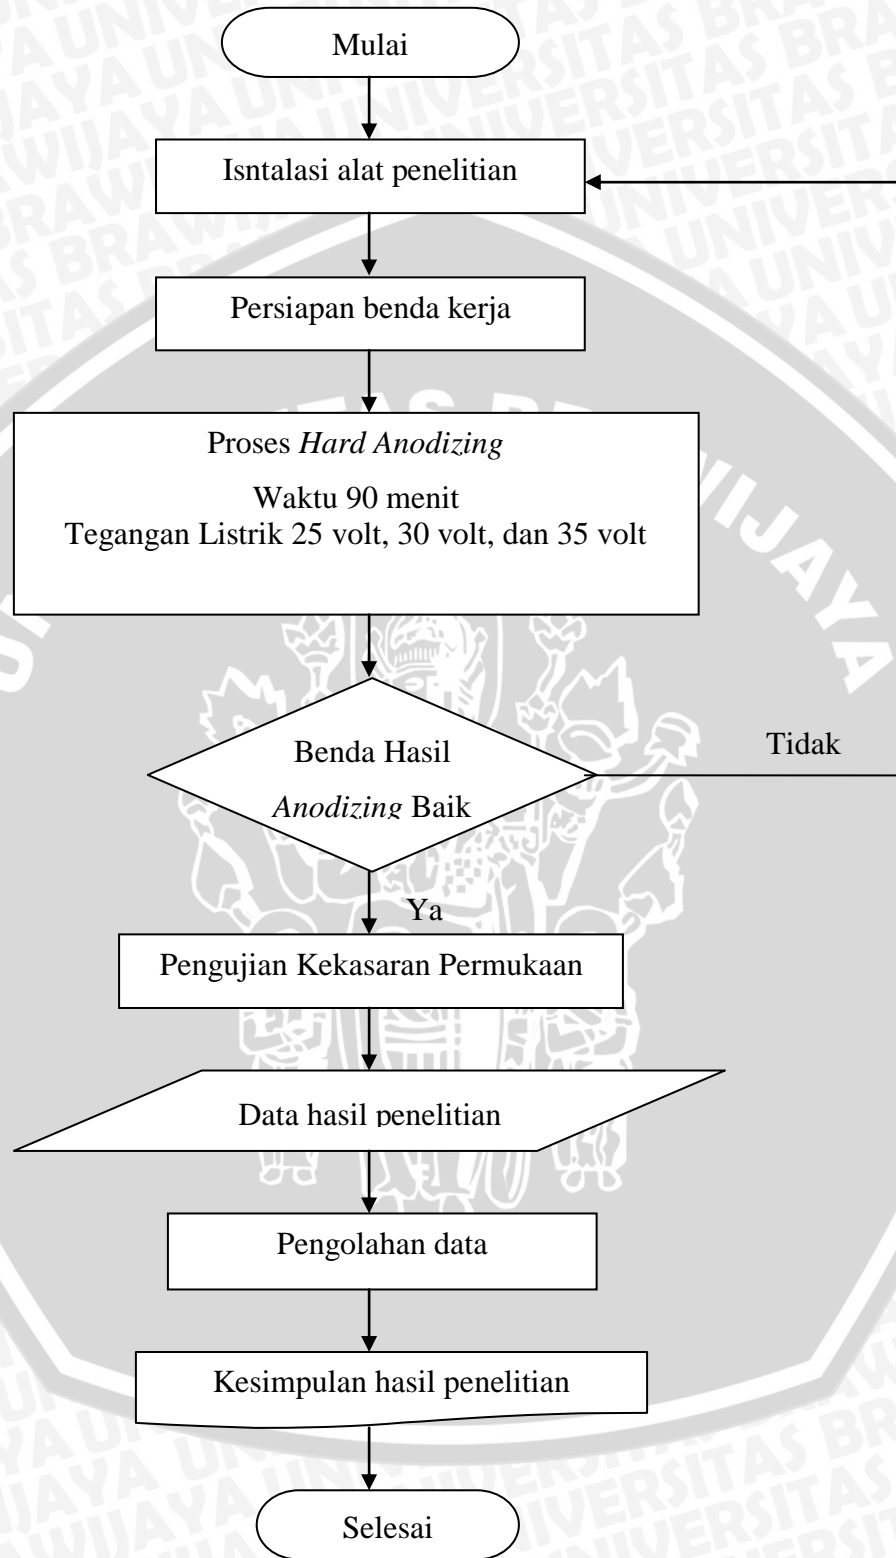 Mulai
Isntalasi alat penelitian
Persiapan benda kerja
Proses Hard Anodizing
Waktu 90 menit
Tegangan Listrik 25 volt, 30 volt, dan 35 volt
Benda Hasil
Anodizing Baik
Tidak
Ya
Pengujian Kekasaran Permukaan
Data hasil penelitian
Pengolahan data
Kesimpulan hasil penelitian
Selesai